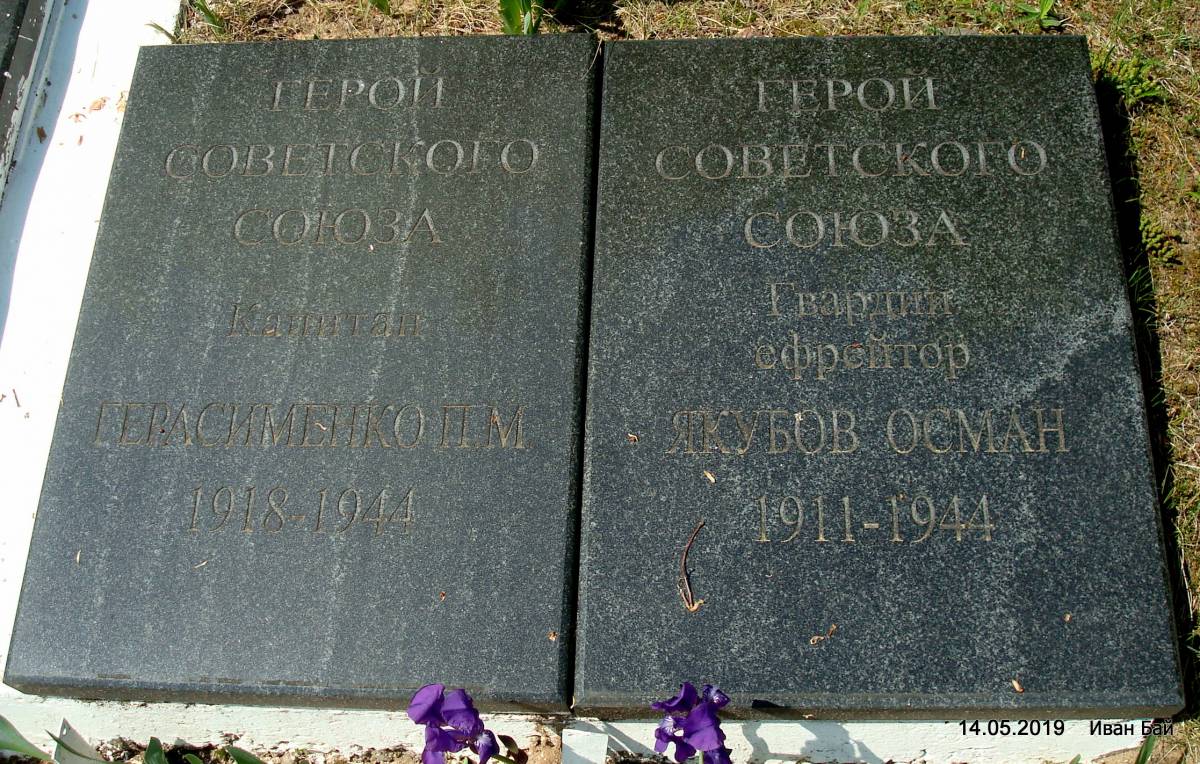 ГЕРОЙ
СОВЕТСКОГО
СОЮЗА
Капитан
ГЕРАСИМЕНКО П.М.
1918-1944
ГЕРОЙ
СОВЕТСКОГО
СОЮЗА
Гвардии
ефрейтор
ЯКУБОВ ОСМАН
1911-1944
14.05.2019 Иван Бай